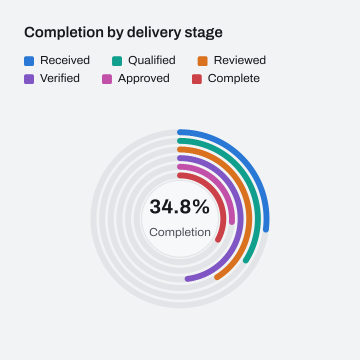 Completion by delivery stage
Received Qualified Reviewed
Verified Approved Complete
34.8%
Completion